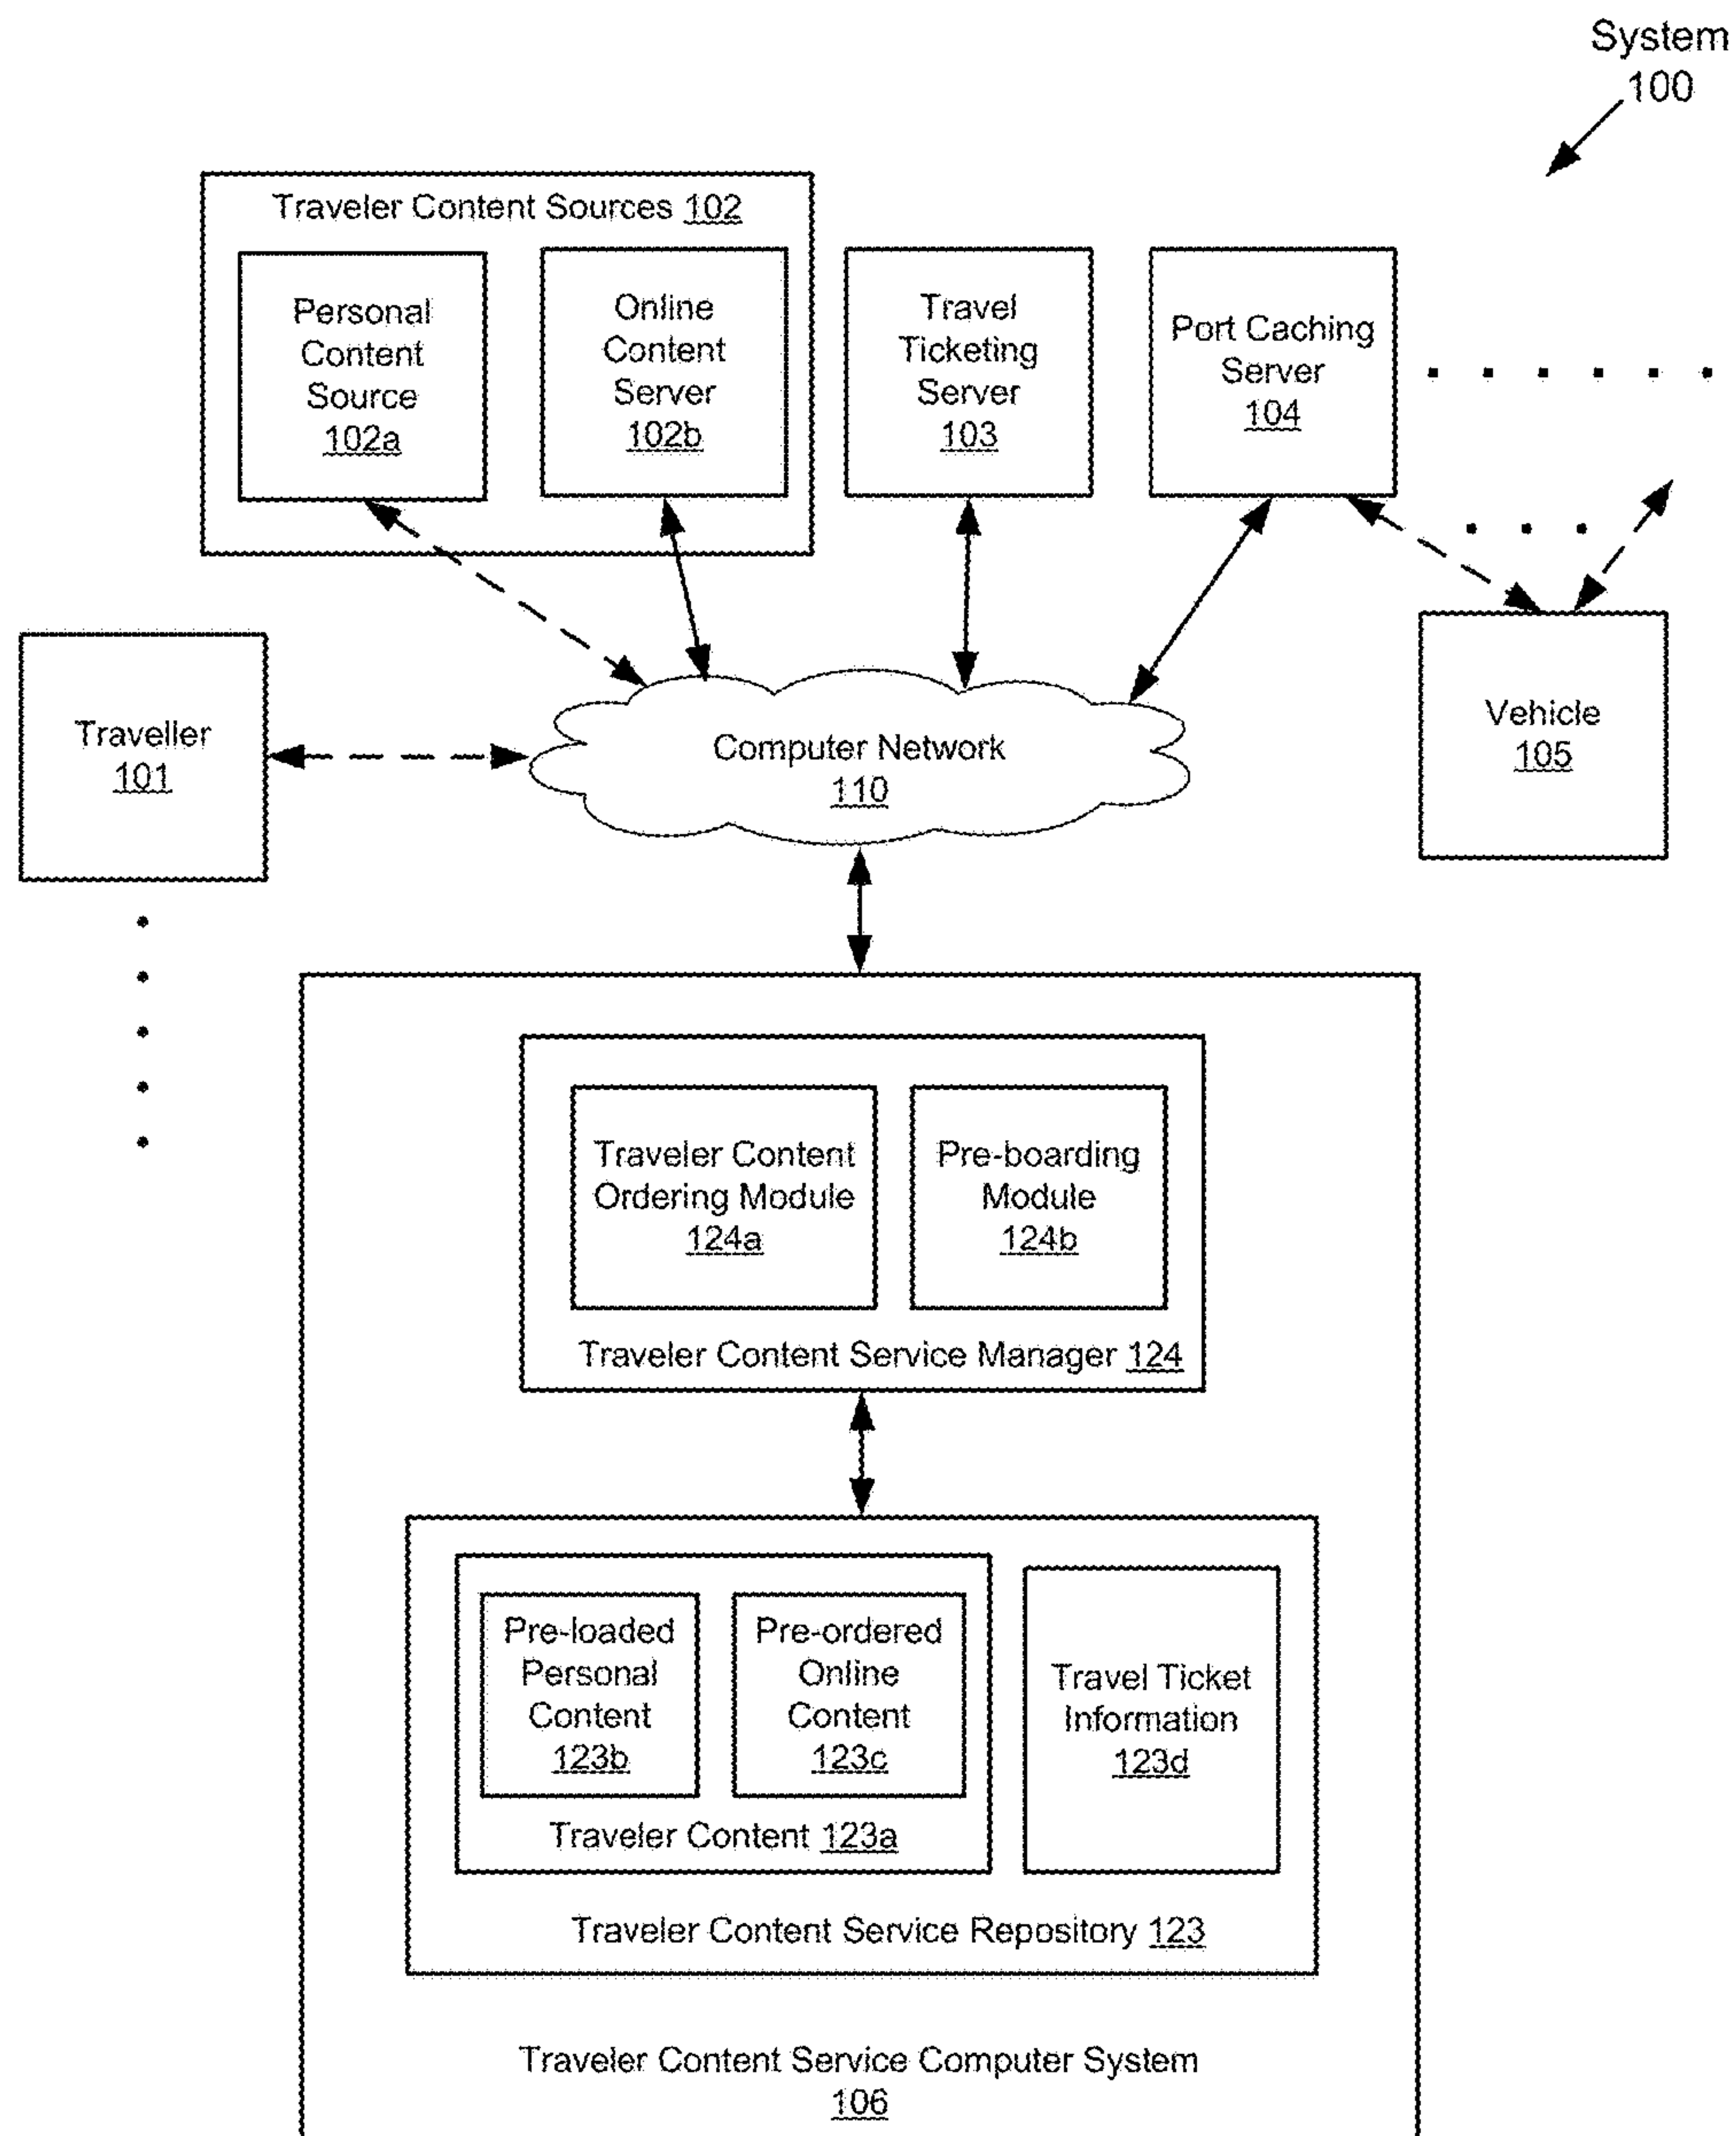 System
100
Traveler Content Sources 102
Personal
Content
Source
102a
Online
Content
Server
102b
Travel
Ticketing
Server
103
Port Caching
Server
104
Traveller
101
Computer Network
110
Vehicle
105
Traveler Content
Ordering Module
124a
Pre-boarding
Module
124b
Traveler Content Service Manager 124
Pre-loaded
Personal
Content
123b
Pre-ordered
Online
Content
123c
Travel Ticket
Information
123d
Traveler Content 123a
Traveler Content Service Repository 123
Traveler Content Service Computer System
106